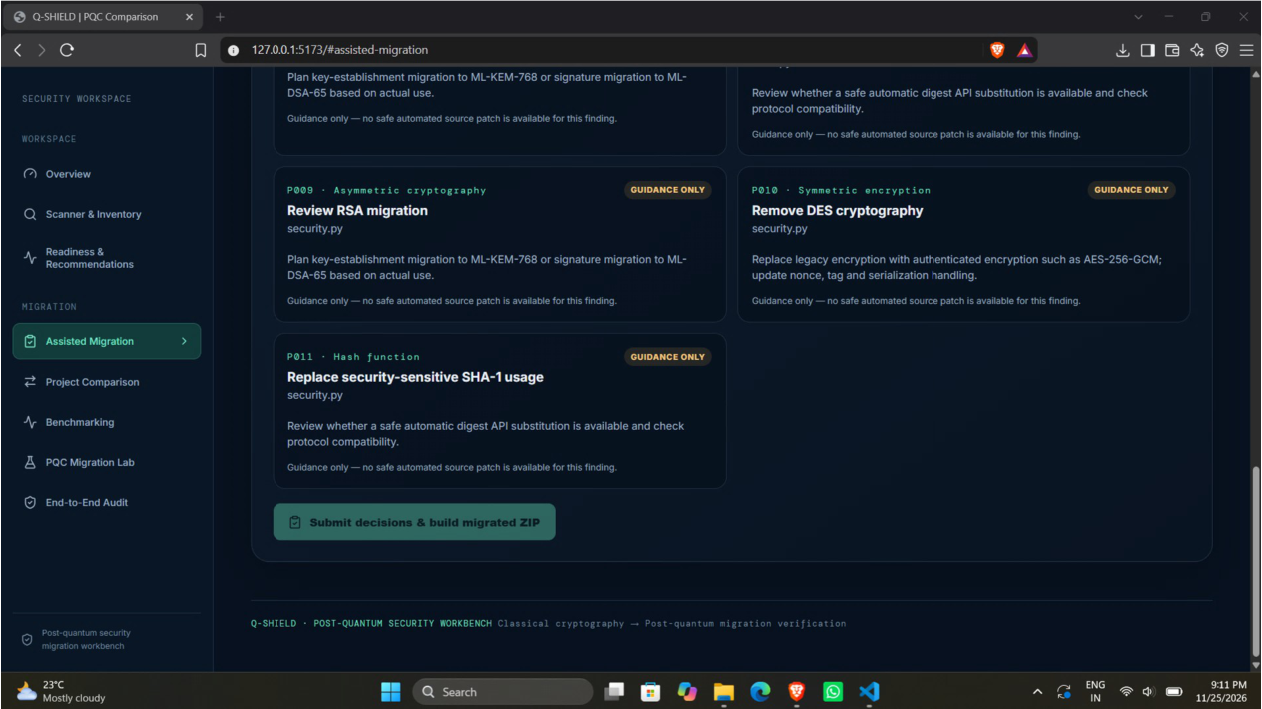 Q-SHIELD | PQC Comparison
127.0.0.1:5173/#assisted-migration
SECURITY WORKSPACE
WORKSPACE
Overview
Scanner & Inventory
Readiness &
Recommendations
MIGRATION
Assisted Migration
Project Comparison
Benchmarking
PQC Migration Lab
End-to-End Audit
Post-quantum security
migration workbench
Plan key-establishment migration to ML-KEM-768 or signature migration to ML-
DSA-65 based on actual use.
Guidance only — no safe automated source patch is available for this finding.
Review whether a safe automatic digest API substitution is available and check
protocol compatibility.
Guidance only — no safe automated source patch is available for this finding.
P009 · Asymmetric cryptography
GUIDANCE ONLY
Review RSA migration
security.py
Plan key-establishment migration to ML-KEM-768 or signature migration to ML-
DSA-65 based on actual use.
Guidance only — no safe automated source patch is available for this finding.
P010 · Symmetric encryption
GUIDANCE ONLY
Remove DES cryptography
security.py
Replace legacy encryption with authenticated encryption such as AES-256-GCM;
update nonce, tag and serialization handling.
Guidance only — no safe automated source patch is available for this finding.
P011 · Hash function
GUIDANCE ONLY
Replace security-sensitive SHA-1 usage
security.py
Review whether a safe automatic digest API substitution is available and check
protocol compatibility.
Guidance only — no safe automated source patch is available for this finding.
Submit decisions & build migrated ZIP
Q-SHIELD · POST-QUANTUM SECURITY WORKBENCH Classical cryptography → Post-quantum migration verification
23°C
Mostly cloudy
Search
ENG
IN
9:11 PM
11/25/2026